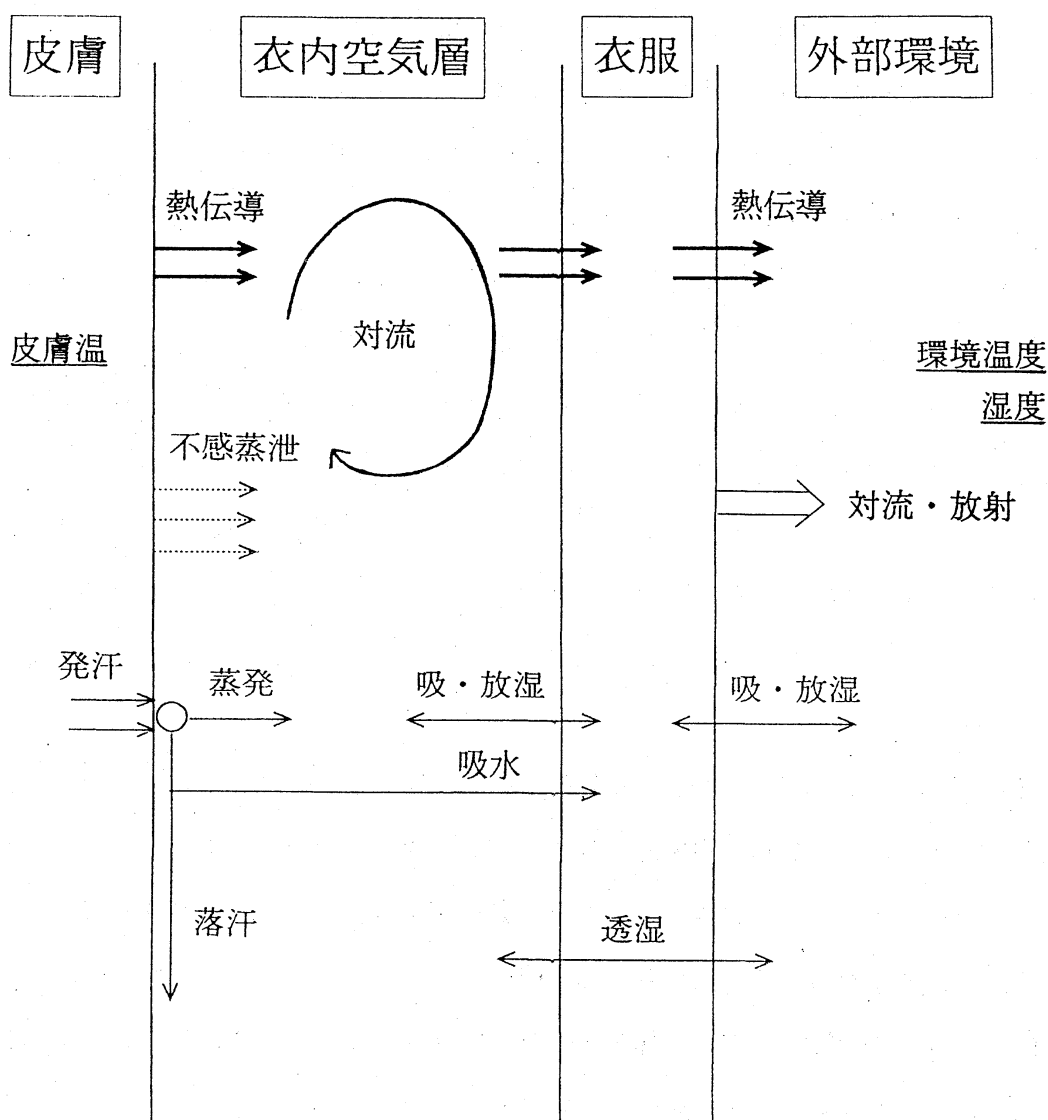 皮膚
衣内空気層
衣服
外部環境
熱伝導
熱伝導
対流
皮膚温
環境温度
湿度
不感蒸泄
対流・放射
発汗
蒸発
吸・放湿
吸・放湿
吸水
落汗
透湿